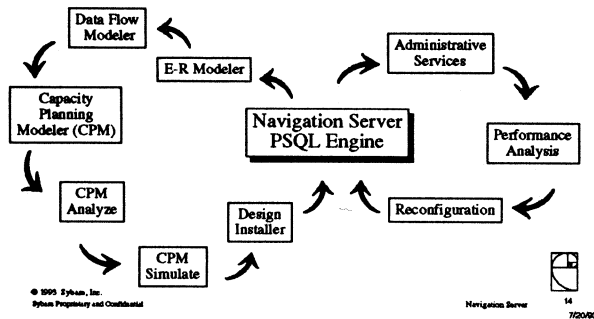 Data Flow
Modeler
E-R Modeler
Capacity
Planning
Modeler (CPM)
CPM
Analyze
CPM
Simulate
Design
Installer
Navigation Server
PSQL Engine
Administrative
Services
Performance
Analysis
Reconfiguration
© 1993 Sybase, Inc.
Sybase Proprietary and Confidential
Navigation Server
14